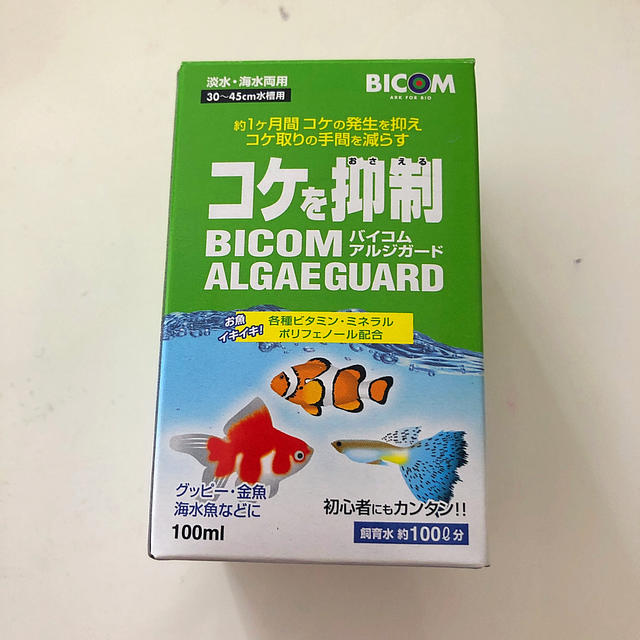 淡水・海水両用
30〜45cm水槽用
BICOM
ARK FOR BIO
約1ヶ月間 コケの発生を抑え
コケ取りの手間を減らす
おさえる
コケを抑制
BICOM バイコム
アルジガード
ALGAEGUARD
お魚
イキイキ!
各種ビタミン・ミネラル
ポリフェノール配合
グッピー・金魚
海水魚などに
100ml
初心者にもカンタン!!
飼育水 約100ℓ分